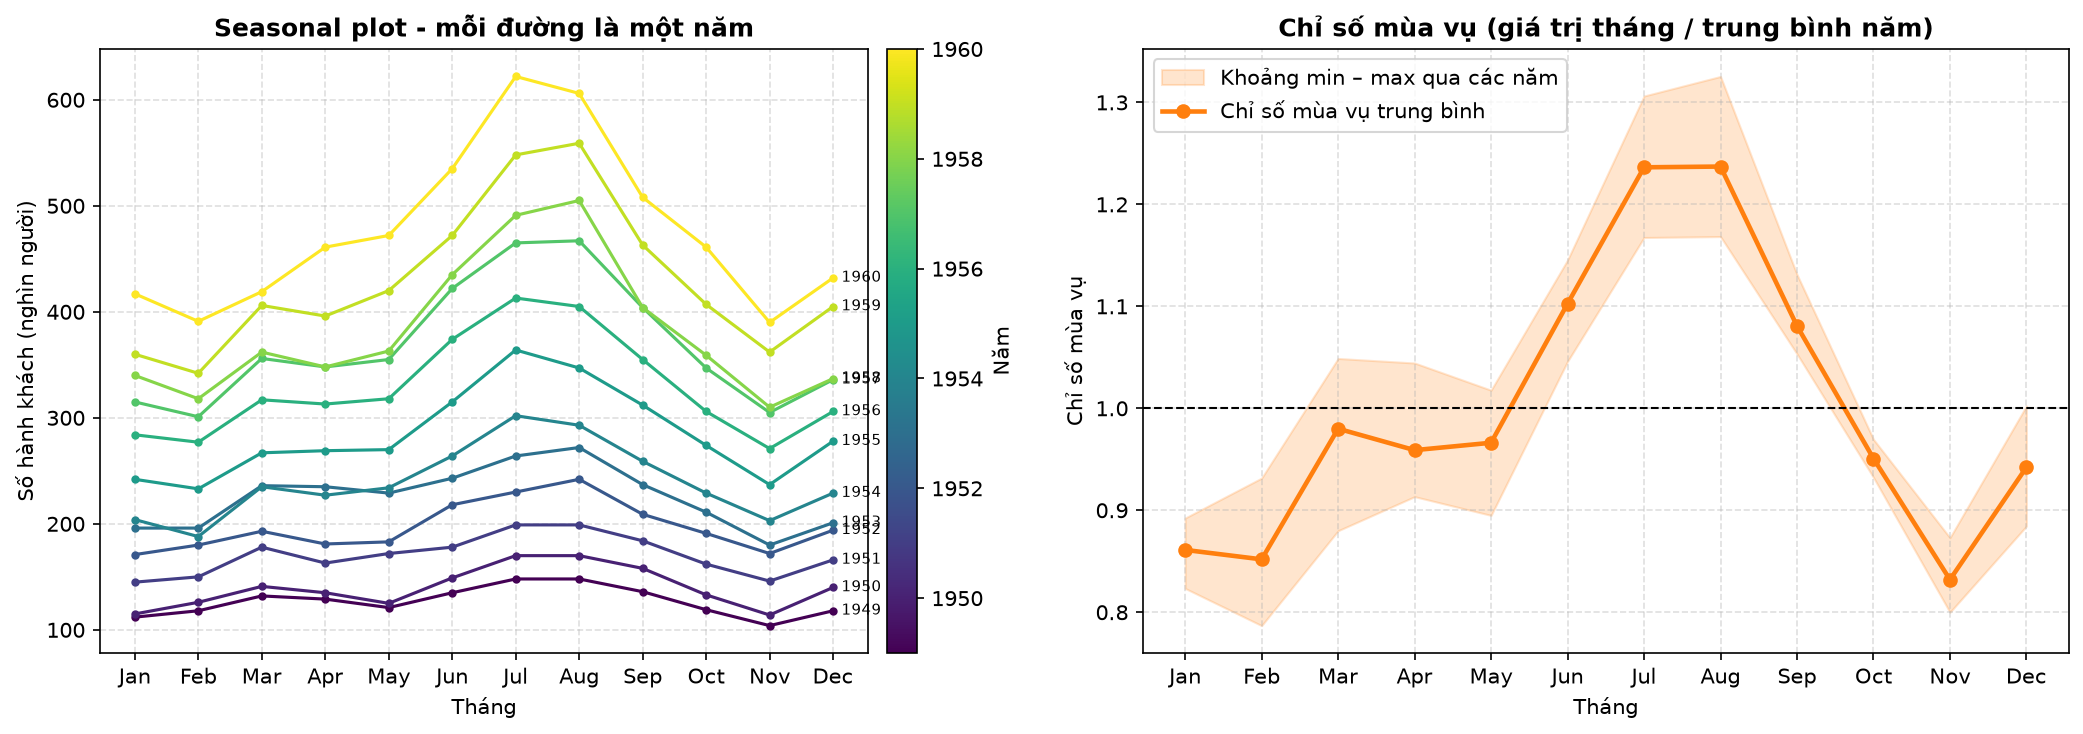 Seasonal plot - mỗi đường là một năm
Số hành khách (nghìn người)
600
500
400
300
200
100
Jan Feb Mar Apr May Jun Jul Aug Sep Oct Nov Dec
Tháng
1960
1959
1958
1957
1956
1955
1954
1953
1952
1951
1950
1949
1960
1958
1956
1954
1952
1950
Năm
Chỉ số mùa vụ (giá trị tháng / trung bình năm)
Khoảng min – max qua các năm
Chỉ số mùa vụ trung bình
Chỉ số mùa vụ
1.3
1.2
1.1
1.0
0.9
0.8
Jan Feb Mar Apr May Jun Jul Aug Sep Oct Nov Dec
Tháng